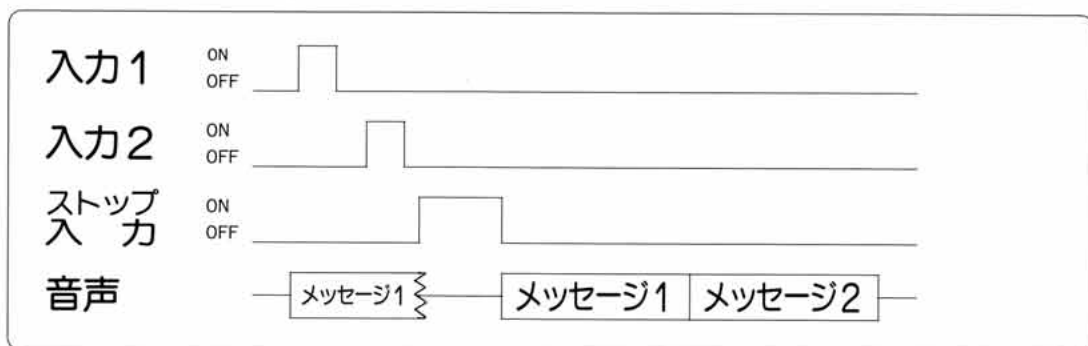 入力1 ON
OFF
入力2 ON
OFF
ストップ
入力 ON
OFF
音声 メッセージ1 メッセージ1 メッセージ2